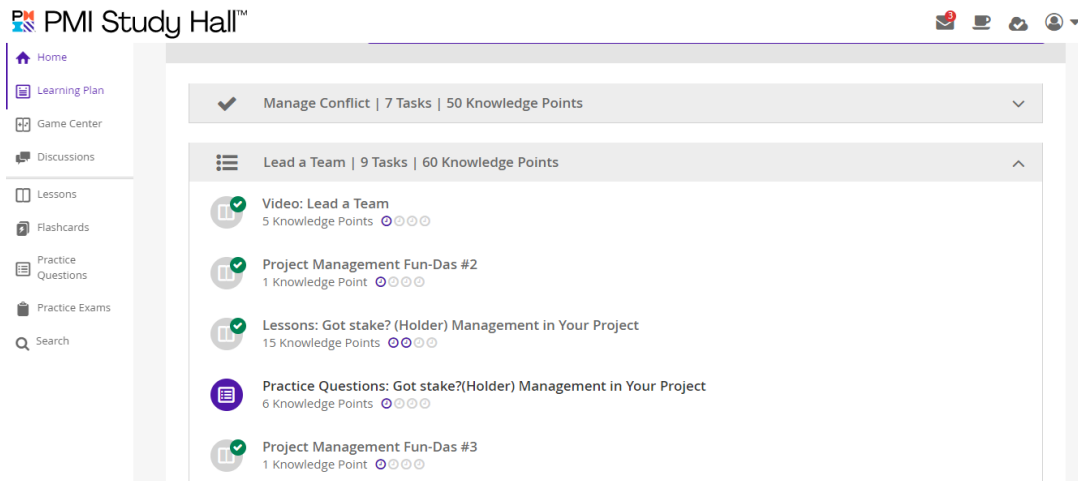 PMI Study Hall™
3
Home
Learning Plan
Game Center
Discussions
Lessons
Flashcards
Practice
Questions
Practice Exams
Search
Manage Conflict | 7 Tasks | 50 Knowledge Points
Lead a Team | 9 Tasks | 60 Knowledge Points
Video: Lead a Team
5 Knowledge Points
Project Management Fun-Das #2
1 Knowledge Point
Lessons: Got stake? (Holder) Management in Your Project
15 Knowledge Points
Practice Questions: Got stake?(Holder) Management in Your Project
6 Knowledge Points
Project Management Fun-Das #3
1 Knowledge Point